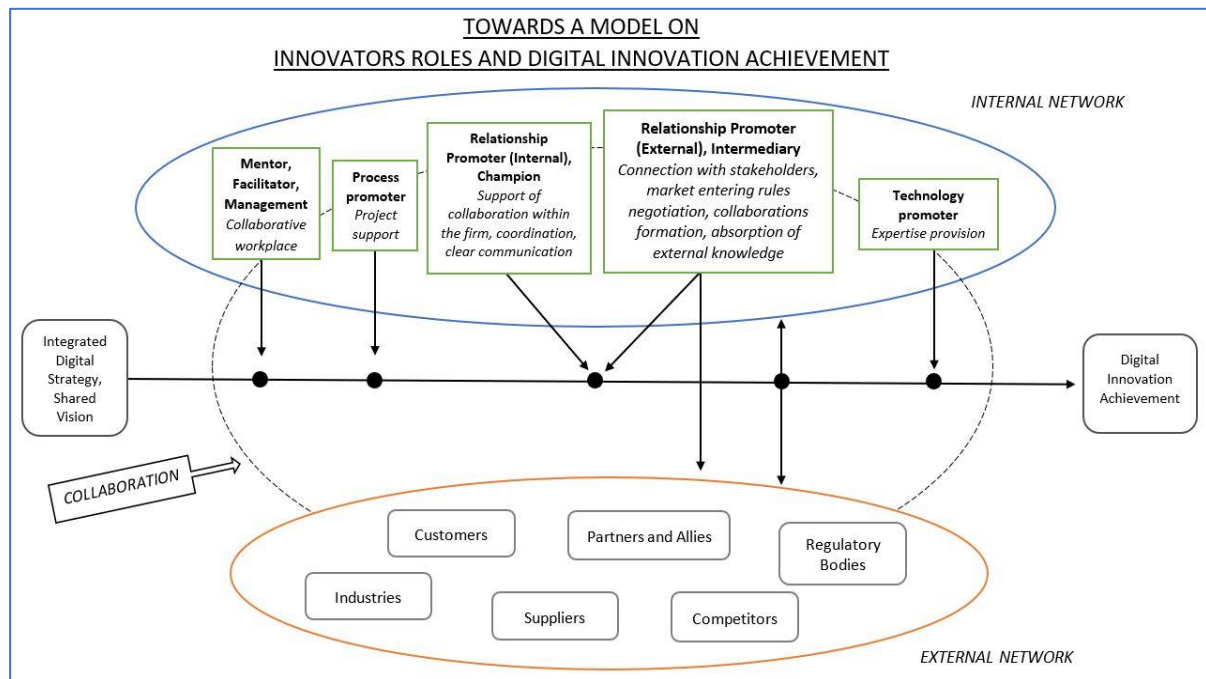 TOWARDS A MODEL ON
INNOVATORS ROLES AND DIGITAL INNOVATION ACHIEVEMENT
INTERNAL NETWORK
Mentor,
Facilitator,
Management
Collaborative
workplace
Process
promoter
Project
support
Relationship
Promoter (Internal),
Champion
Support of
collaboration within
the firm, coordination,
clear communication
Relationship Promoter
(External), Intermediary
Connection with stakeholders,
market entering rules
negotiation, collaborations
formation, absorption of
external knowledge
Technology
promoter
Expertise provision
Integrated
Digital
Strategy,
Shared
Vision
Digital
Innovation
Achievement
COLLABORATION
Customers
Partners and Allies
Regulatory
Bodies
Industries
Suppliers
Competitors
EXTERNAL NETWORK